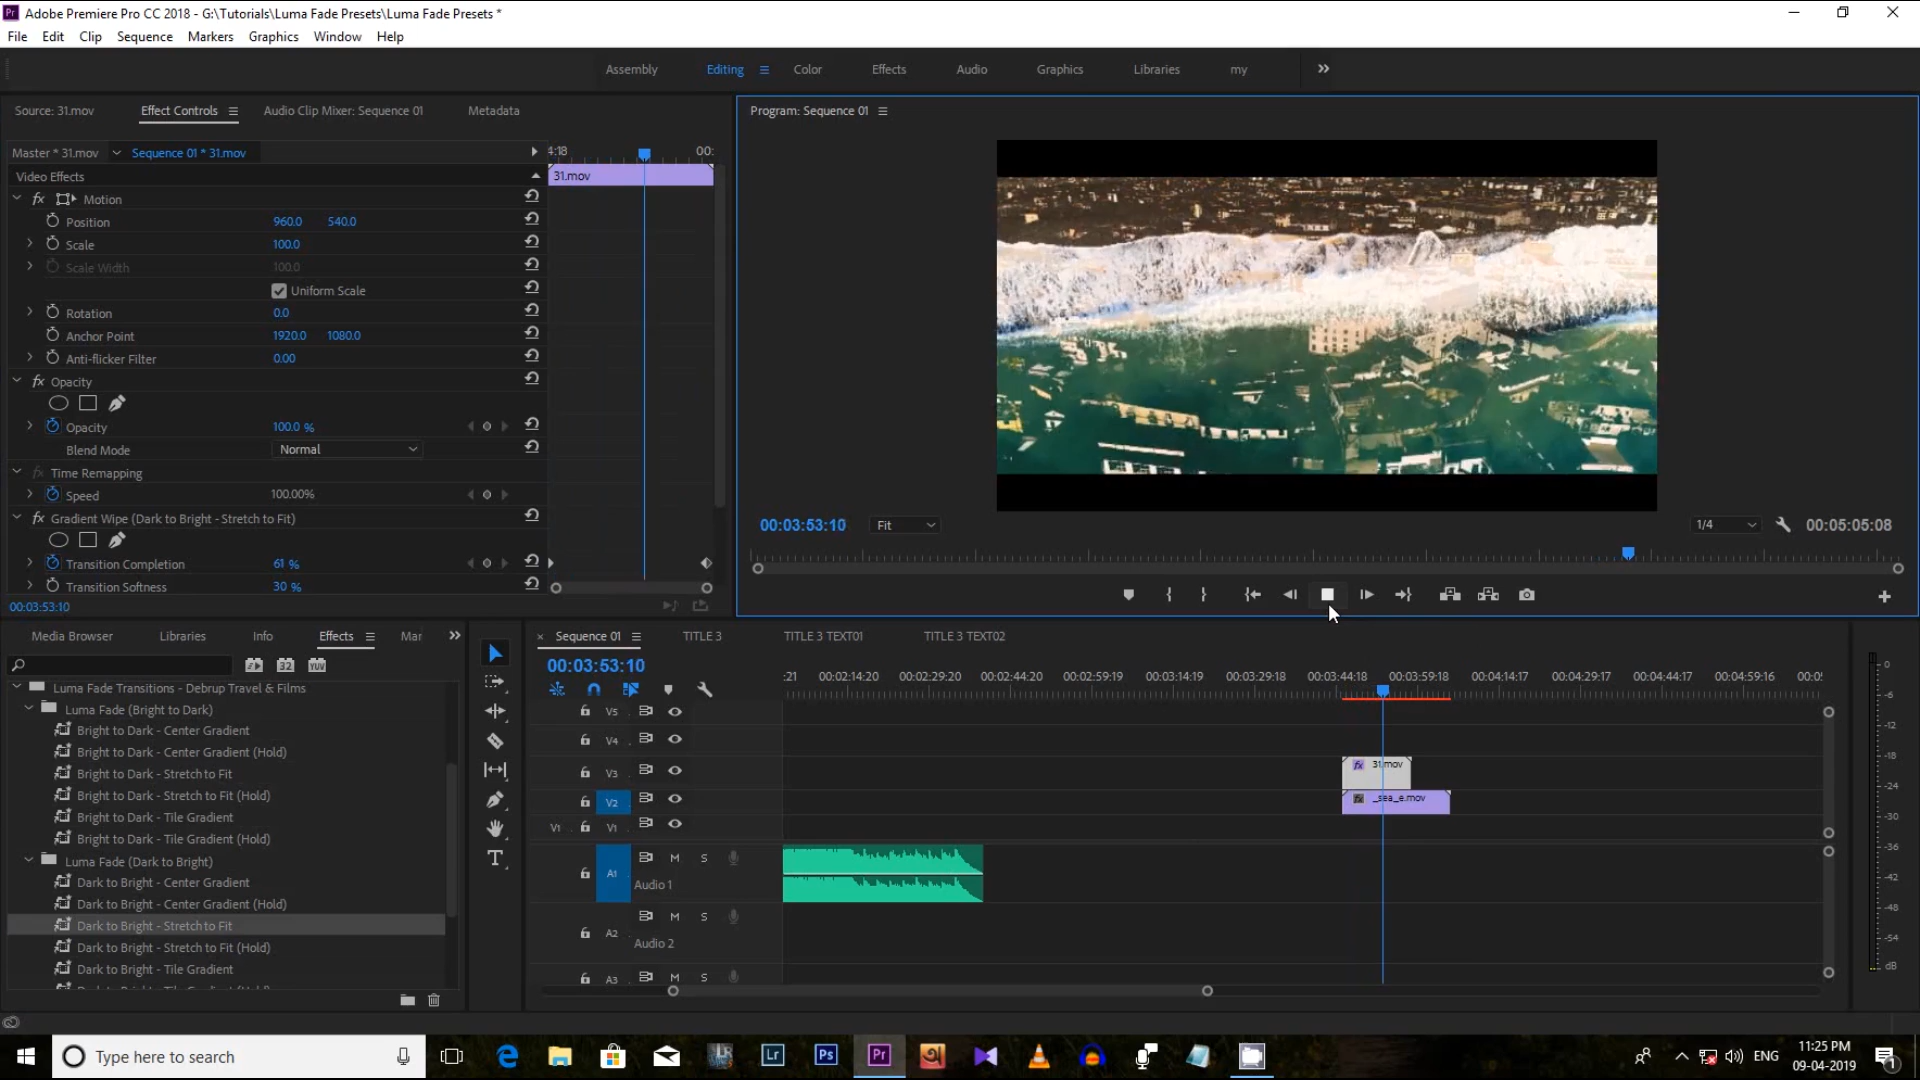 Adobe Premiere Pro CC 2018 - G:\Tutorials\Luma Fade Presets\Luma Fade Presets *
File Edit Clip Sequence Markers Graphics Window Help
Assembly Editing Color Effects Audio Graphics Libraries my
Source: 31.mov Effect Controls Audio Clip Mixer: Sequence 01 Metadata
Program: Sequence 01
Master * 31.mov Sequence 01 * 31.mov
4:18 00:
Video Effects
31.mov
fx Motion
Position 960.0 540.0
Scale 100.0
Scale Width 100.0
Uniform Scale
Rotation 0.0
Anchor Point 1920.0 1080.0
Anti-flicker Filter 0.00
fx Opacity
Opacity 100.0 %
Blend Mode Normal
fx Time Remapping
Speed 100.00%
fx Gradient Wipe (Dark to Bright - Stretch to Fit)
Transition Completion 61 %
Transition Softness 30 %
00:03:53:10
00:03:53:10 Fit 1/4 00:05:05:08
Media Browser Libraries Info Effects Mar
32 YUV
Luma Fade Transitions - Debrup Travel & Films
Luma Fade (Bright to Dark)
Bright to Dark - Center Gradient
Bright to Dark - Center Gradient (Hold)
Bright to Dark - Stretch to Fit
Bright to Dark - Stretch to Fit (Hold)
Bright to Dark - Tile Gradient
Bright to Dark - Tile Gradient (Hold)
Luma Fade (Dark to Bright)
Dark to Bright - Center Gradient
Dark to Bright - Center Gradient (Hold)
Dark to Bright - Stretch to Fit
Dark to Bright - Stretch to Fit (Hold)
Dark to Bright - Tile Gradient
Sequence 01 TITLE 3 TITLE 3 TEXT01 TITLE 3 TEXT02
00:03:53:10
:21 00:02:14:20 00:02:29:20 00:02:44:20 00:02:59:19 00:03:14:19 00:03:29:18 00:03:44:18 00:03:59:18 00:04:14:17 00:04:29:17 00:04:44:17 00:04:59:16 00:0
V5
V4
V3 fx 31.mov
V2 fx _sea_e.mov
V1 V1
A1 M S
Audio 1
A2 M S
Audio 2
A3 M S
0
-6
-12
-18
-24
-30
-36
-42
-48
-54
dB
Type here to search
Lr Ps Pr
ENG
11:25 PM
09-04-2019
1